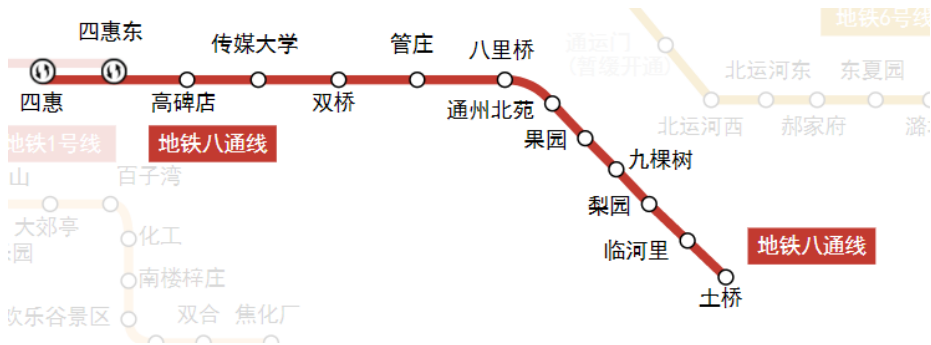 地铁6号线
四惠东
传媒大学
管庄
八里桥
通运门
(暂缓开通)
北运河东
东夏园
四惠
高碑店
双桥
通州北苑
北运河西
郝家府
地铁1号线
地铁八通线
果园
九棵树
山
百子湾
梨园
大郊亭
化工
临河里
地铁八通线
南楼梓庄
土桥
欢乐谷景区
双合
焦化厂